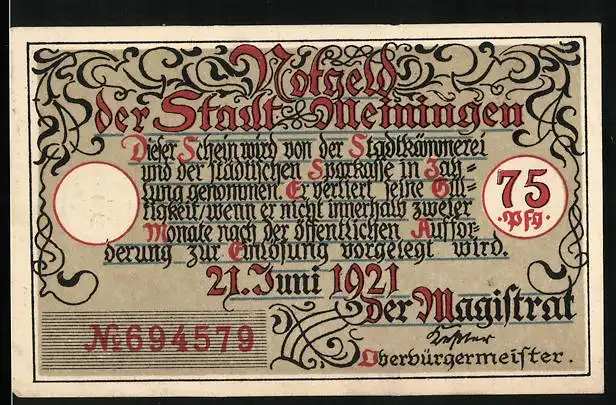 Notgeld
der Stadt Meiningen
Dieser Schein wird von der Stadtkämmerei
und der städtischen Sparkasse in Zah=
lung genommen. Er verliert seine Gül=
tigkeit, wenn er nicht innerhalb zweier
Monate nach der öffentlichen Auffor=
derung zur Einlösung vorgelegt wird.
75
Pfg.
21. Juni 1921
Der Magistrat
№ 694579
Keßler
Oberbürgermeister.